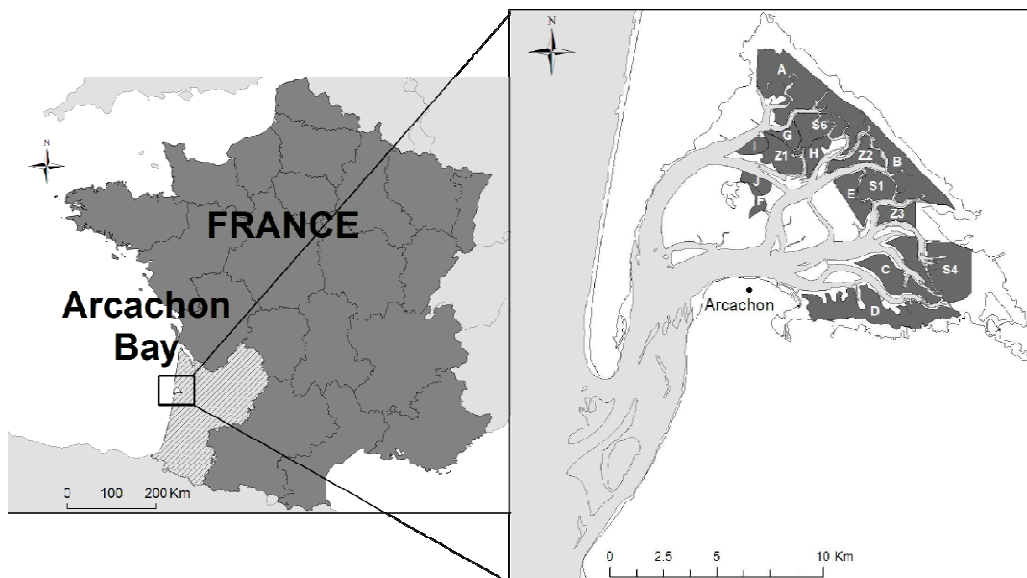 N
FRANCE
Arcachon
Bay
0 100 200 Km
N
A
G
S6
I
Z1
H
Z2
B
F
E
S1
Z3
C
S4
Arcachon
D
0 2.5 5 10 Km